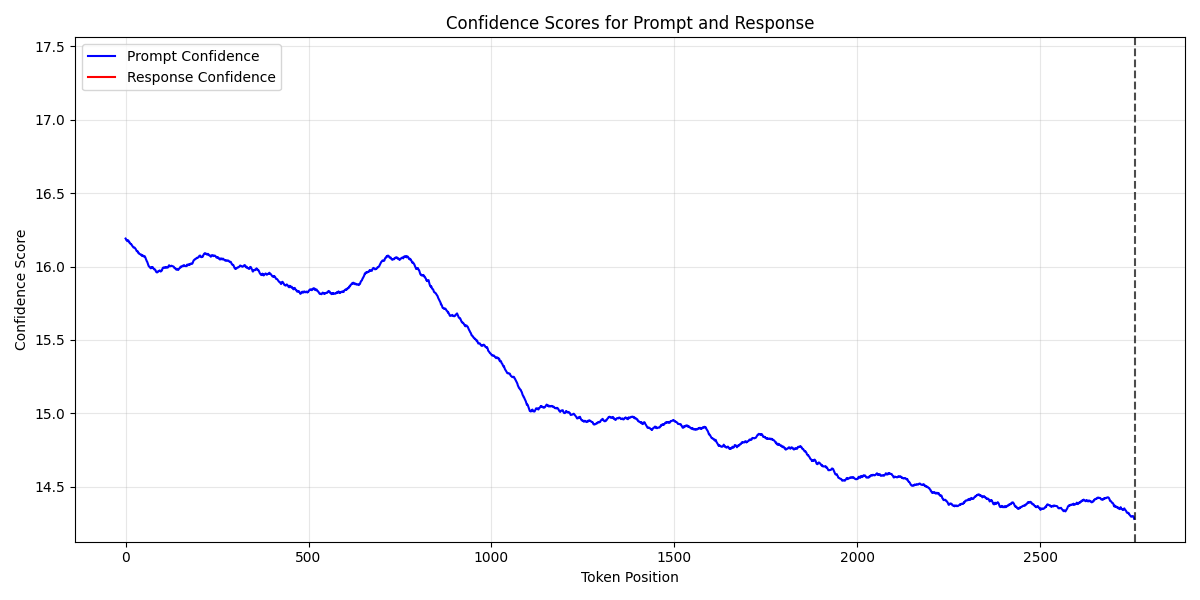 Confidence Scores for Prompt and Response
Prompt Confidence
Response Confidence
Confidence Score
17.5
17.0
16.5
16.0
15.5
15.0
14.5
0 500 1000 1500 2000 2500
Token Position